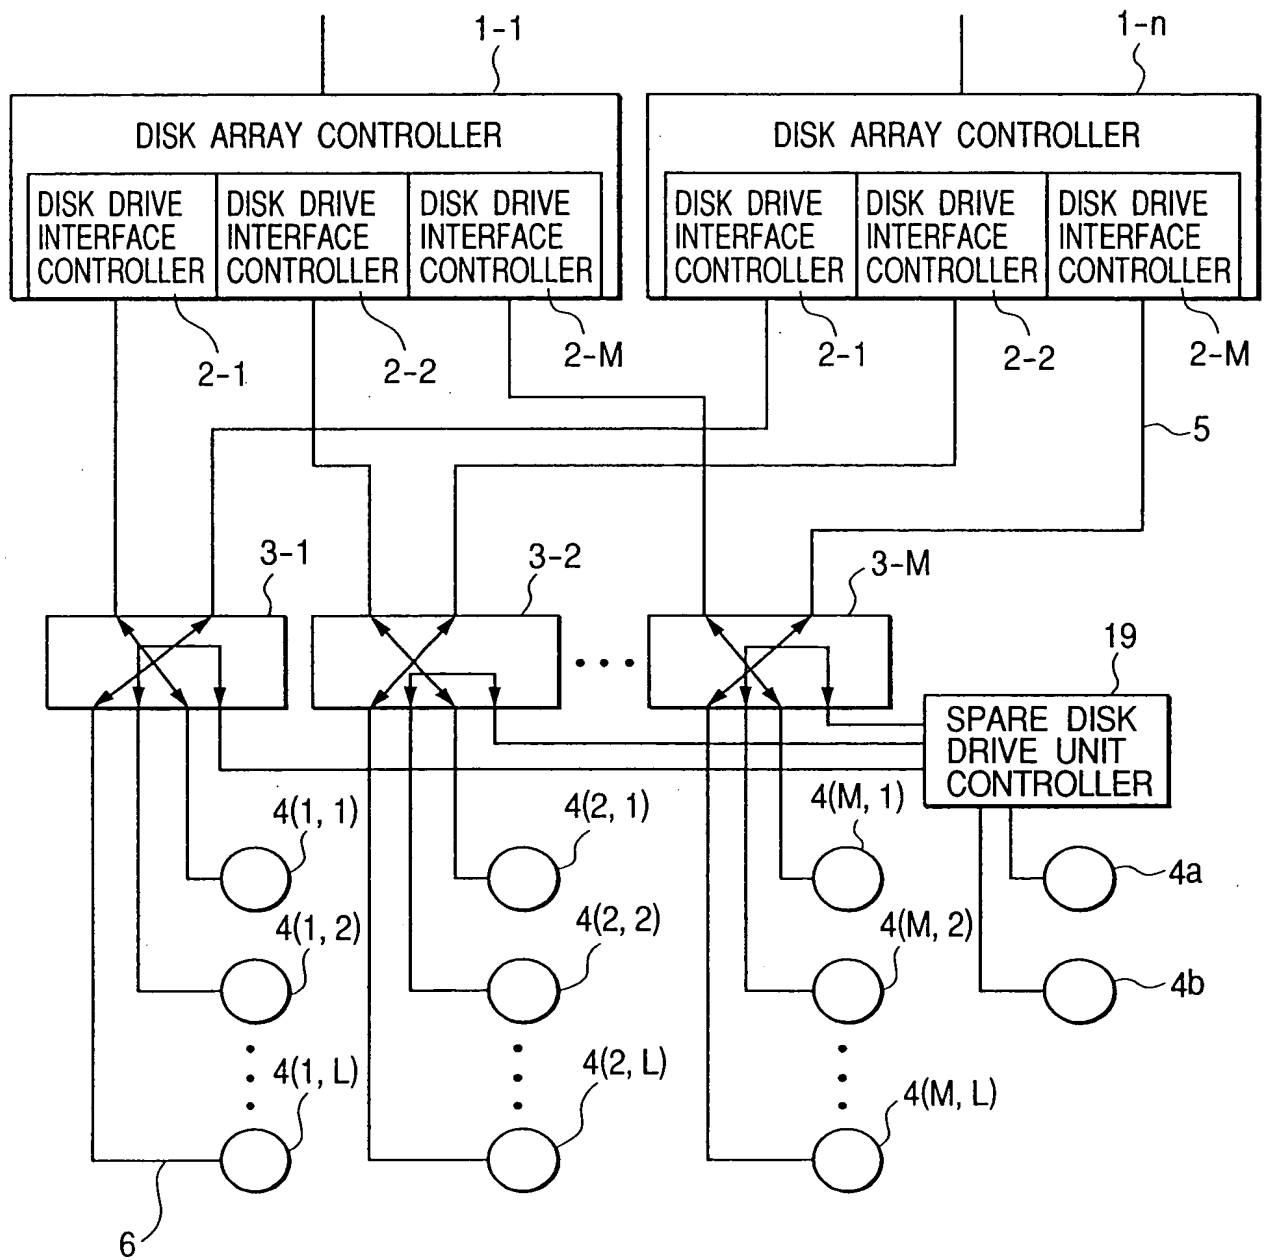 1-1
1-n
DISK ARRAY CONTROLLER
DISK ARRAY CONTROLLER
DISK DRIVE
INTERFACE
CONTROLLER
DISK DRIVE
INTERFACE
CONTROLLER
DISK DRIVE
INTERFACE
CONTROLLER
DISK DRIVE
INTERFACE
CONTROLLER
DISK DRIVE
INTERFACE
CONTROLLER
DISK DRIVE
INTERFACE
CONTROLLER
2-1
2-2
2-M
2-1
2-2
2-M
5
3-1
3-2
3-M
19
SPARE DISK
DRIVE UNIT
CONTROLLER
4(1, 1)
4(2, 1)
4(M, 1)
4a
4(1, 2)
4(2, 2)
4(M, 2)
4b
4(1, L)
4(2, L)
4(M, L)
6